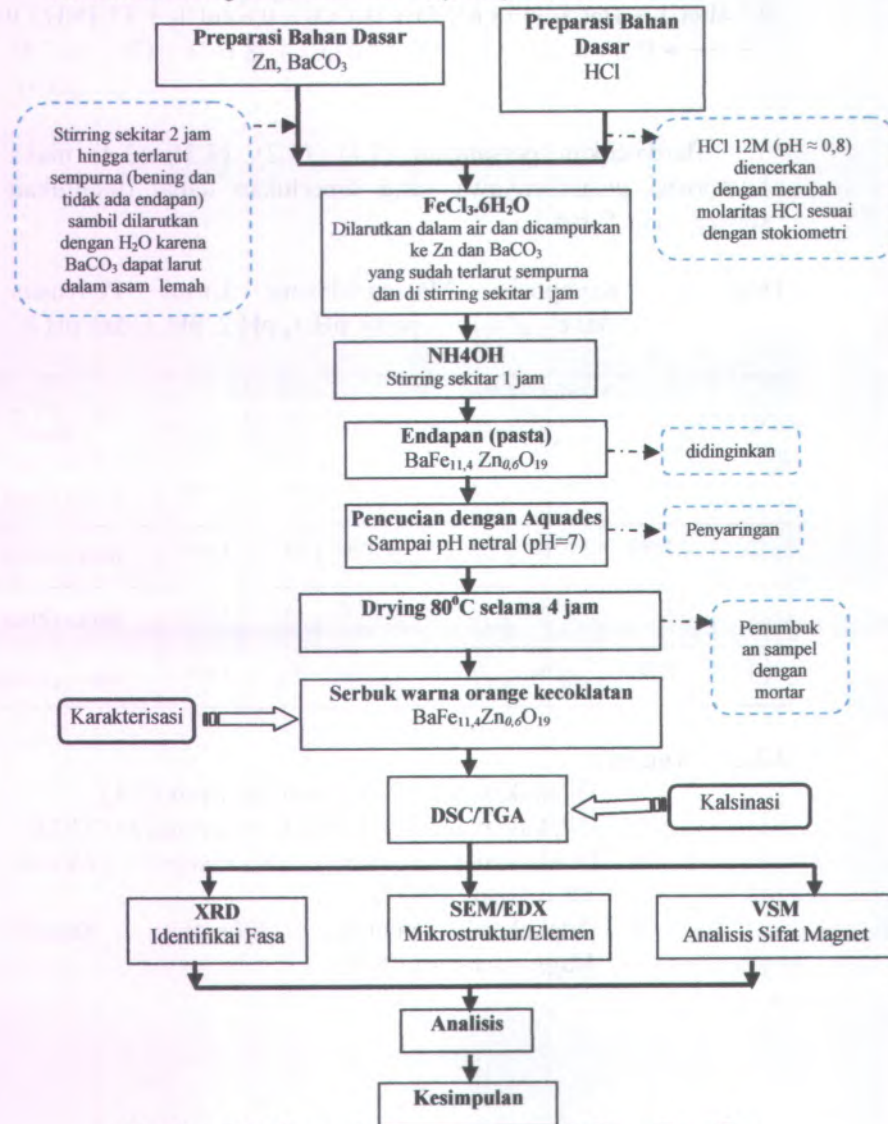 Preparasi Bahan Dasar
Zn, BaCO₃
Preparasi Bahan
Dasar
HCl
Stirring sekitar 2 jam
hingga terlarut
sempurna (bening dan
tidak ada endapan)
sambil dilarutkan
dengan H₂O karena
BaCO₃ dapat larut
dalam asam lemah
HCl 12M (pH ≈ 0,8)
diencerkan
dengan merubah
molaritas HCl sesuai
dengan stokiometri
FeCl₃.6H₂O
Dilarutkan dalam air dan dicampurkan
ke Zn dan BaCO₃
yang sudah terlarut sempurna
dan di stirring sekitar 1 jam
NH4OH
Stirring sekitar 1 jam
Endapan (pasta)
BaFe₁₁,₄ Zn₀,₆O₁₉
didinginkan
Pencucian dengan Aquades
Sampai pH netral (pH=7)
Penyaringan
Drying 80⁰C selama 4 jam
Penumbuk
an sampel
dengan
mortar
Serbuk warna orange kecoklatan
BaFe₁₁,₄Zn₀,₆O₁₉
Karakterisasi
DSC/TGA
Kalsinasi
XRD
Identifikai Fasa
SEM/EDX
Mikrostruktur/Elemen
VSM
Analisis Sifat Magnet
Analisis
Kesimpulan